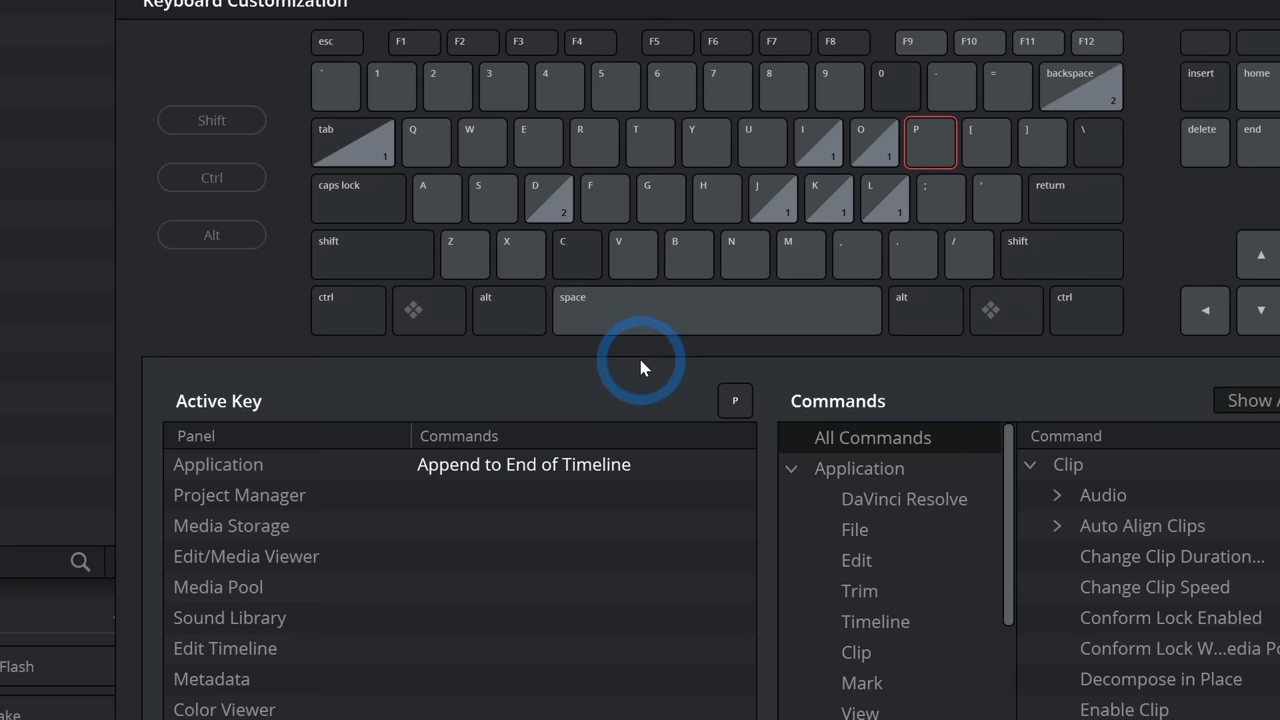 Keyboard Customization
esc F1 F2 F3 F4 F5 F6 F7 F8 F9 F10 F11 F12
` 1 2 3 4 5 6 7 8 9 0 - = backspace 2 insert home
Shift
tab 1 Q W E R T Y U I 1 O 1 P [ ] \ delete end
Ctrl
caps lock A S D 2 F G H J 1 K 1 L 1 ; ' return
Alt
shift Z X C V B N M , . / shift ▲
ctrl alt space alt ctrl ◄ ▼
Active Key P
Panel Commands
Application Append to End of Timeline
Project Manager
Media Storage
Edit/Media Viewer
Media Pool
Sound Library
Edit Timeline
Metadata
Color Viewer
Commands Show A
All Commands
Application
DaVinci Resolve
File
Edit
Trim
Timeline
Clip
Mark
View
Command
Clip
Audio
Auto Align Clips
Change Clip Duration...
Change Clip Speed
Conform Lock Enabled
Conform Lock W...edia Po
Decompose in Place
Enable Clip
Flash
ake